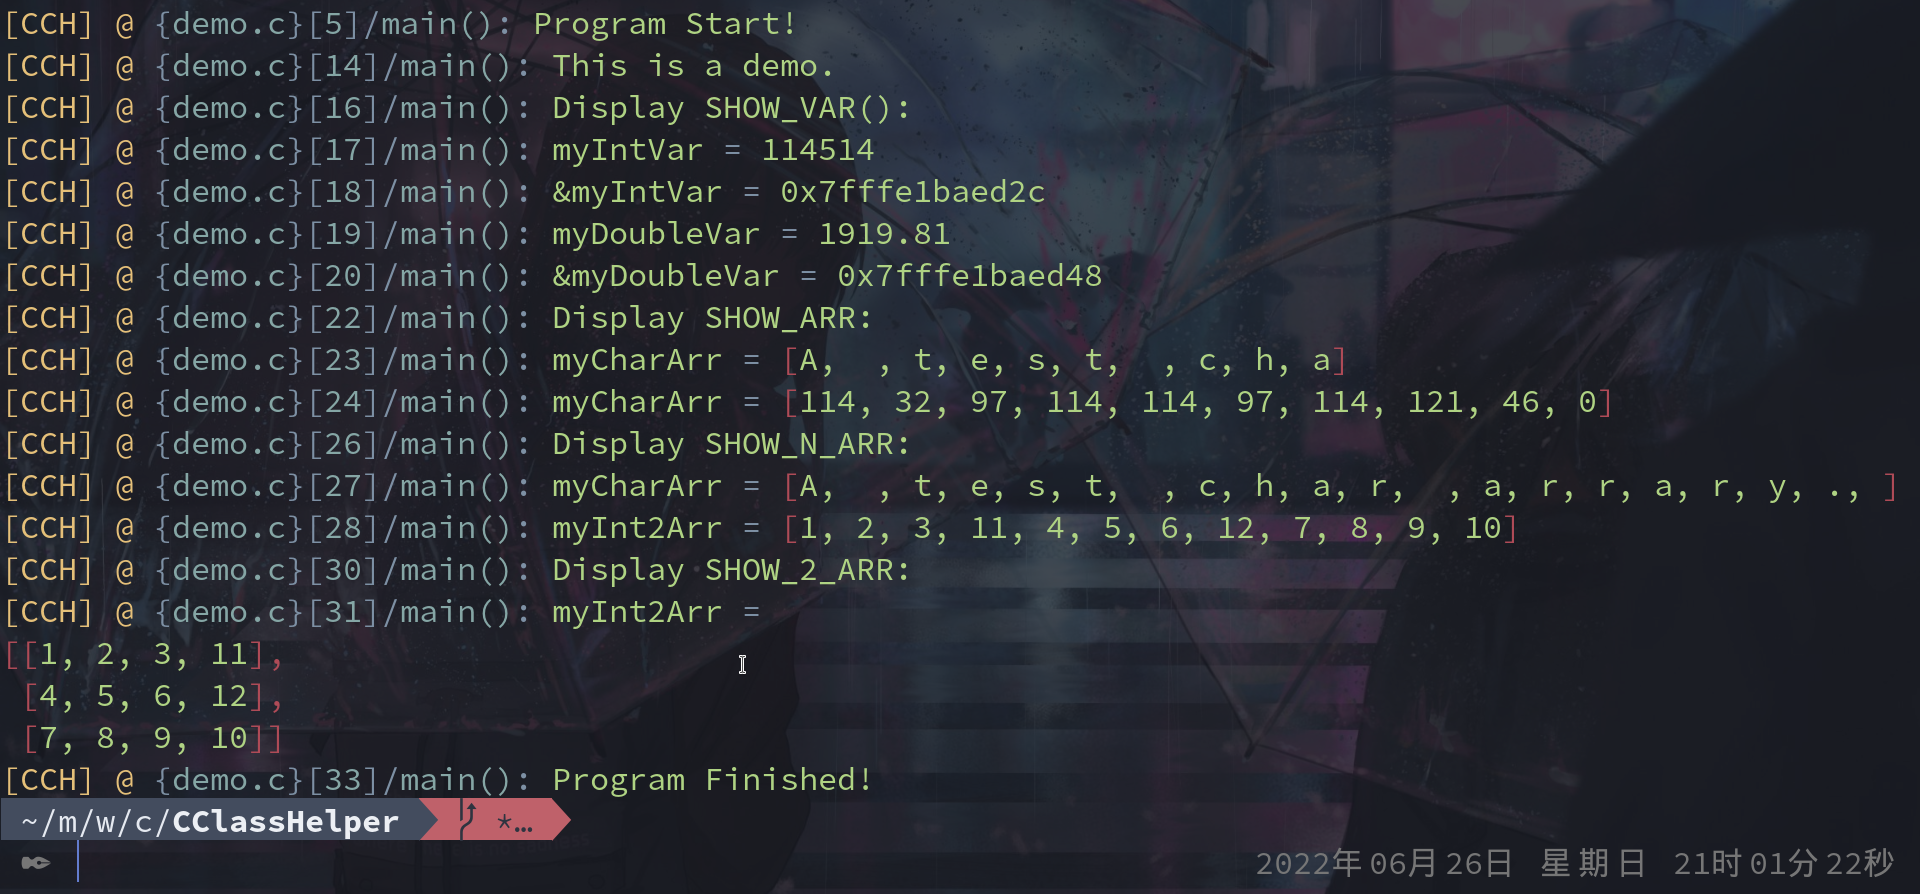 [CCH] @ {demo.c}[5]/main(): Program Start!
[CCH] @ {demo.c}[14]/main(): This is a demo.
[CCH] @ {demo.c}[16]/main(): Display SHOW_VAR():
[CCH] @ {demo.c}[17]/main(): myIntVar = 114514
[CCH] @ {demo.c}[18]/main(): &myIntVar = 0x7fffe1baed2c
[CCH] @ {demo.c}[19]/main(): myDoubleVar = 1919.81
[CCH] @ {demo.c}[20]/main(): &myDoubleVar = 0x7fffe1baed48
[CCH] @ {demo.c}[22]/main(): Display SHOW_ARR:
[CCH] @ {demo.c}[23]/main(): myCharArr = [A,  , t, e, s, t,  , c, h, a]
[CCH] @ {demo.c}[24]/main(): myCharArr = [114, 32, 97, 114, 114, 97, 114, 121, 46, 0]
[CCH] @ {demo.c}[26]/main(): Display SHOW_N_ARR:
[CCH] @ {demo.c}[27]/main(): myCharArr = [A,  , t, e, s, t,  , c, h, a, r,  , a, r, r, a, r, y, ., ]
[CCH] @ {demo.c}[28]/main(): myInt2Arr = [1, 2, 3, 11, 4, 5, 6, 12, 7, 8, 9, 10]
[CCH] @ {demo.c}[30]/main(): Display SHOW_2_ARR:
[CCH] @ {demo.c}[31]/main(): myInt2Arr =
[[1, 2, 3, 11],
 [4, 5, 6, 12],
 [7, 8, 9, 10]]
[CCH] @ {demo.c}[33]/main(): Program Finished!
~/m/w/c/CClassHelper *…
2022年06月26日 星期日 21时01分22秒